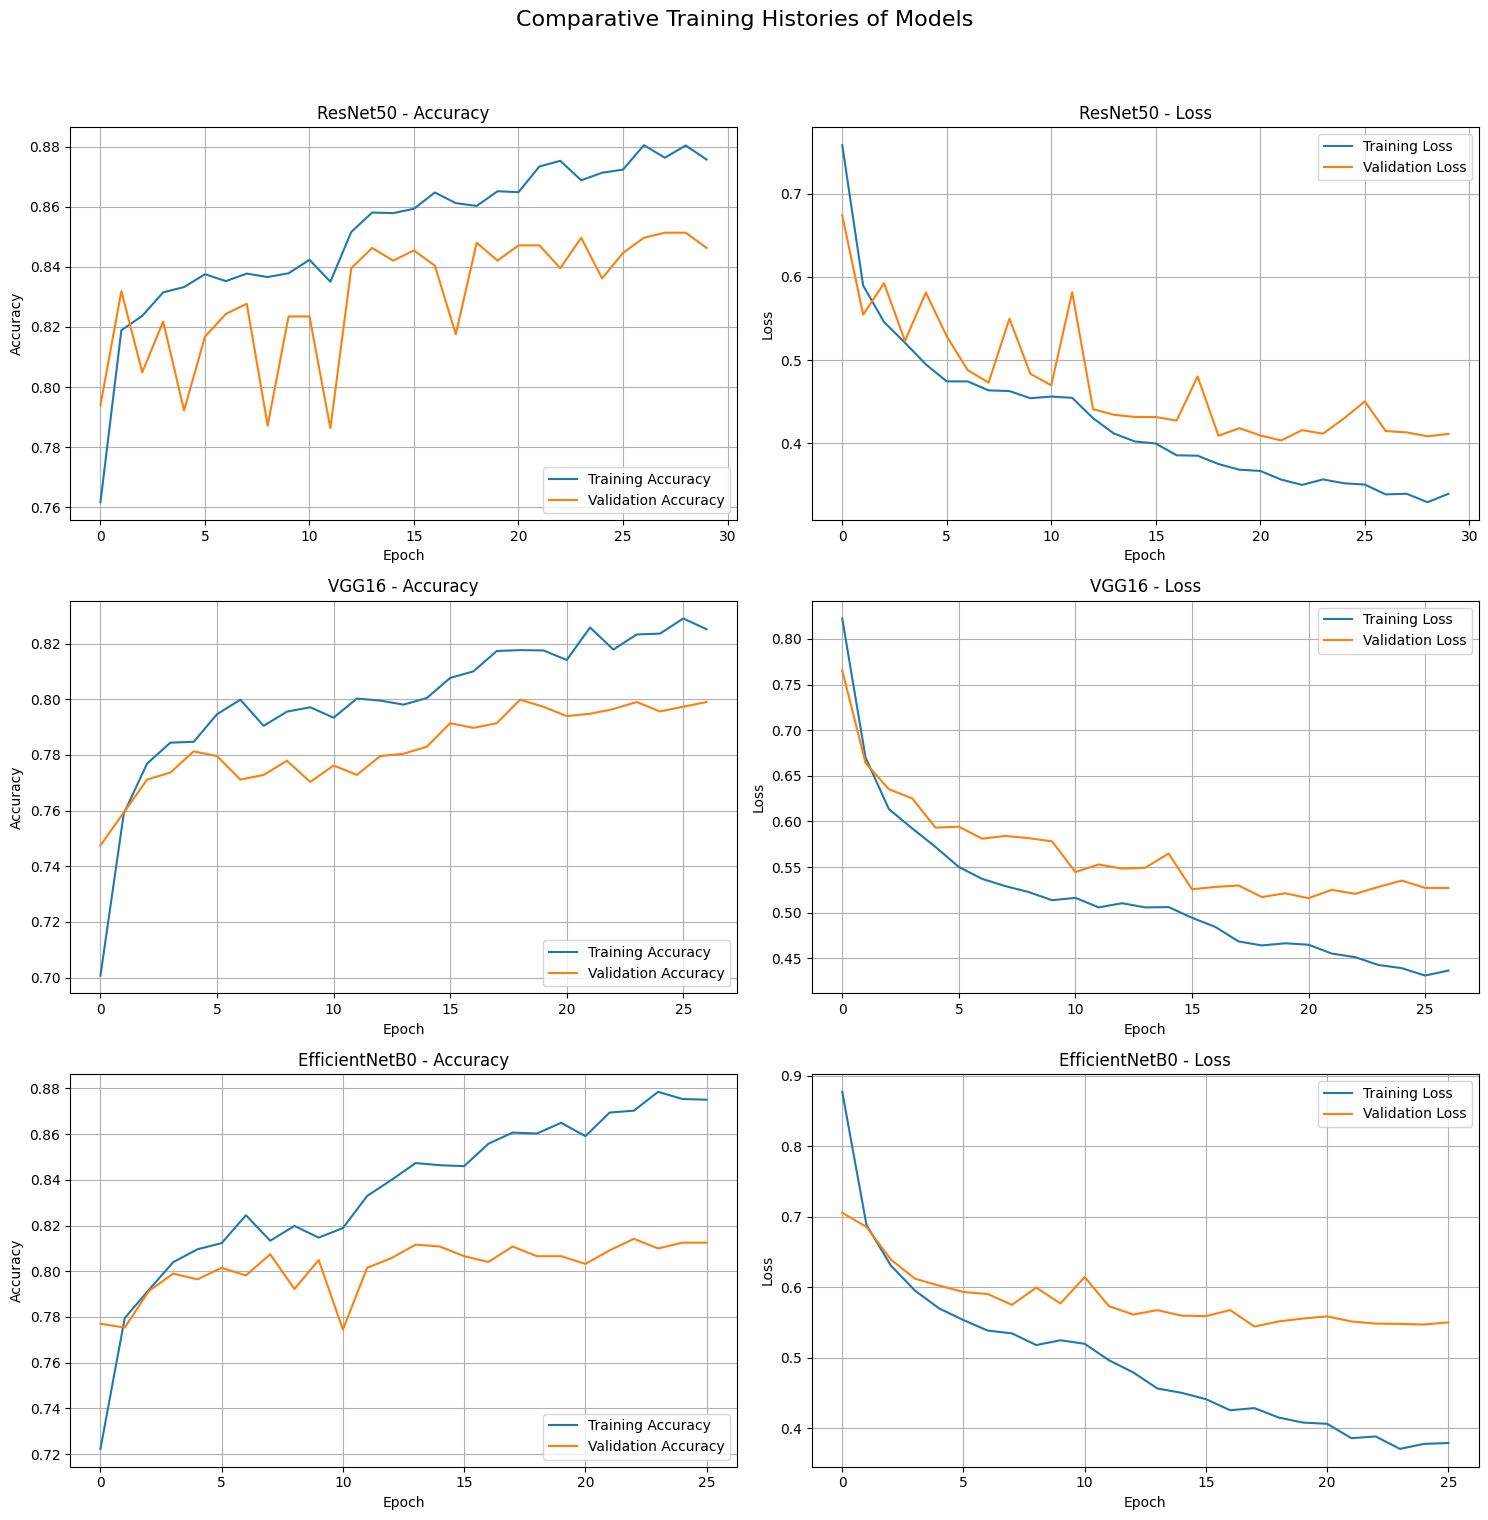 Comparative Training Histories of Models
ResNet50 - Accuracy
Accuracy
0.88
0.86
0.84
0.82
0.80
0.78
0.76
Training Accuracy
Validation Accuracy
0 5 10 15 20 25 30
Epoch
ResNet50 - Loss
Loss
0.7
0.6
0.5
0.4
Training Loss
Validation Loss
0 5 10 15 20 25 30
Epoch
VGG16 - Accuracy
Accuracy
0.82
0.80
0.78
0.76
0.74
0.72
0.70
Training Accuracy
Validation Accuracy
0 5 10 15 20 25
Epoch
VGG16 - Loss
Loss
0.80
0.75
0.70
0.65
0.60
0.55
0.50
0.45
Training Loss
Validation Loss
0 5 10 15 20 25
Epoch
EfficientNetB0 - Accuracy
Accuracy
0.88
0.86
0.84
0.82
0.80
0.78
0.76
0.74
0.72
Training Accuracy
Validation Accuracy
0 5 10 15 20 25
Epoch
EfficientNetB0 - Loss
Loss
0.9
0.8
0.7
0.6
0.5
0.4
Training Loss
Validation Loss
0 5 10 15 20 25
Epoch